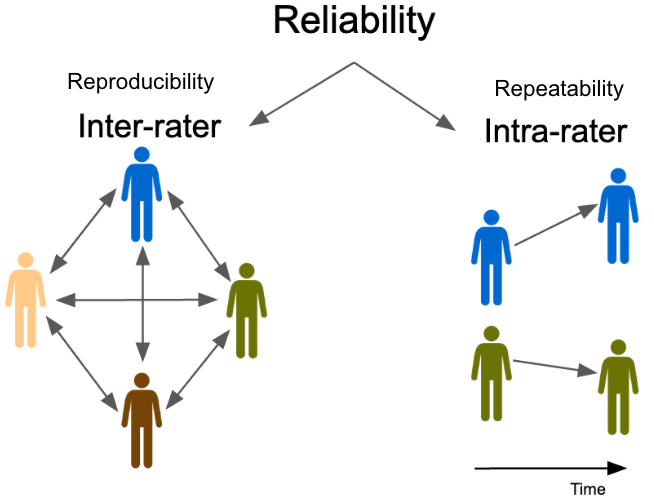 Reliability
Reproducibility
Inter-rater
Repeatability
Intra-rater
Time